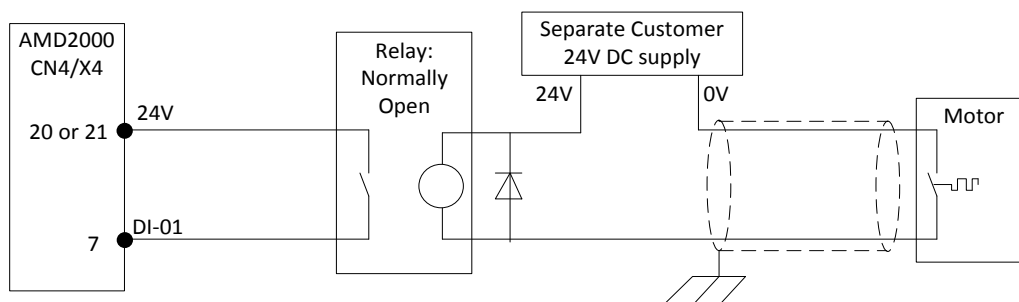 AMD2000
CN4/X4
20 or 21
24V
7
DI-01
Relay:
Normally
Open
Separate Customer
24V DC supply
24V
0V
Motor